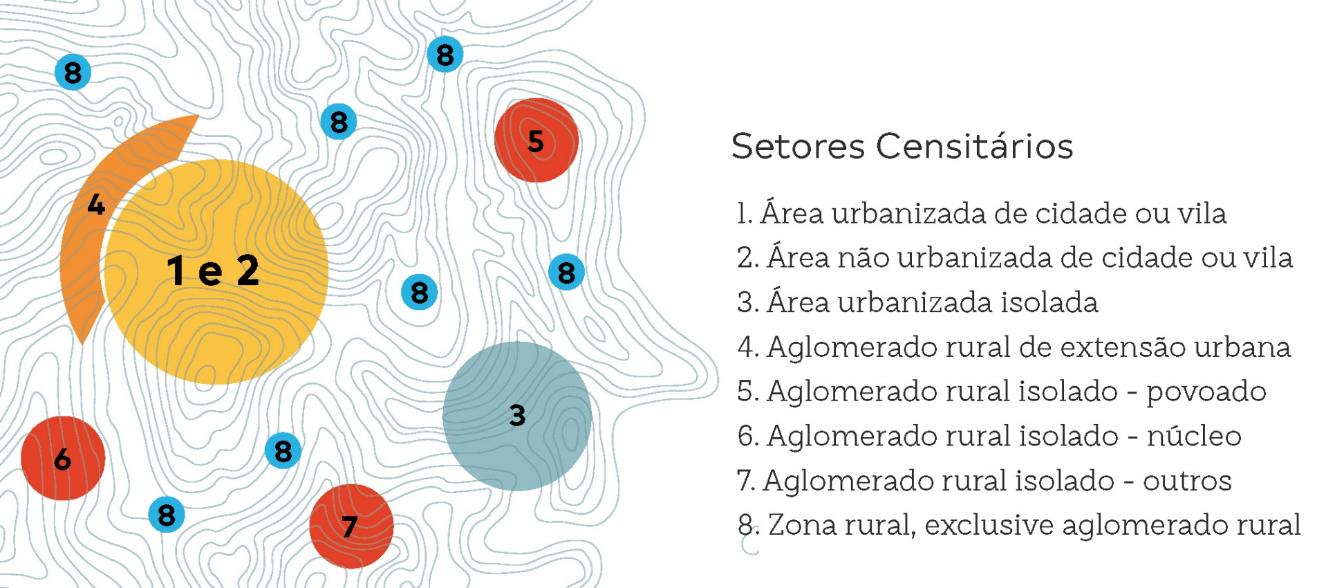 8
8
8
5
4
1 e 2
8
8
3
8
6
8
7
Setores Censitários
1. Área urbanizada de cidade ou vila
2. Área não urbanizada de cidade ou vila
3. Área urbanizada isolada
4. Aglomerado rural de extensão urbana
5. Aglomerado rural isolado - povoado
6. Aglomerado rural isolado - núcleo
7. Aglomerado rural isolado - outros
8. Zona rural, exclusive aglomerado rural